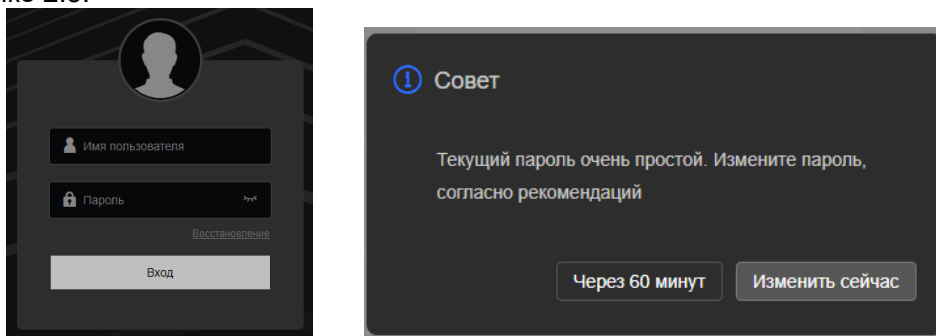 Имя пользователя
Пароль
Восстановление
Вход
Совет
Текущий пароль очень простой. Измените пароль,
согласно рекомендаций
Через 60 минут
Изменить сейчас